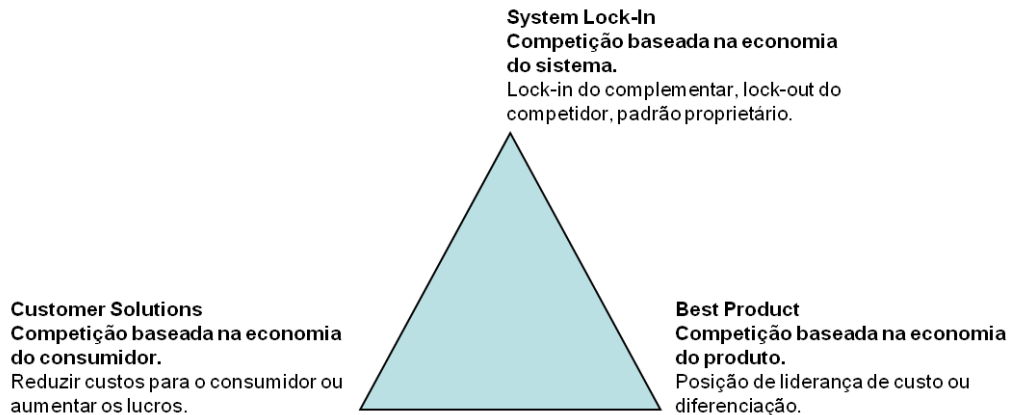 System Lock-In
Competição baseada na economia
do sistema.
Lock-in do complementar, lock-out do
competidor, padrão proprietário.
Customer Solutions
Competição baseada na economia
do consumidor.
Reduzir custos para o consumidor ou
aumentar os lucros.
Best Product
Competição baseada na economia
do produto.
Posição de liderança de custo ou
diferenciação.